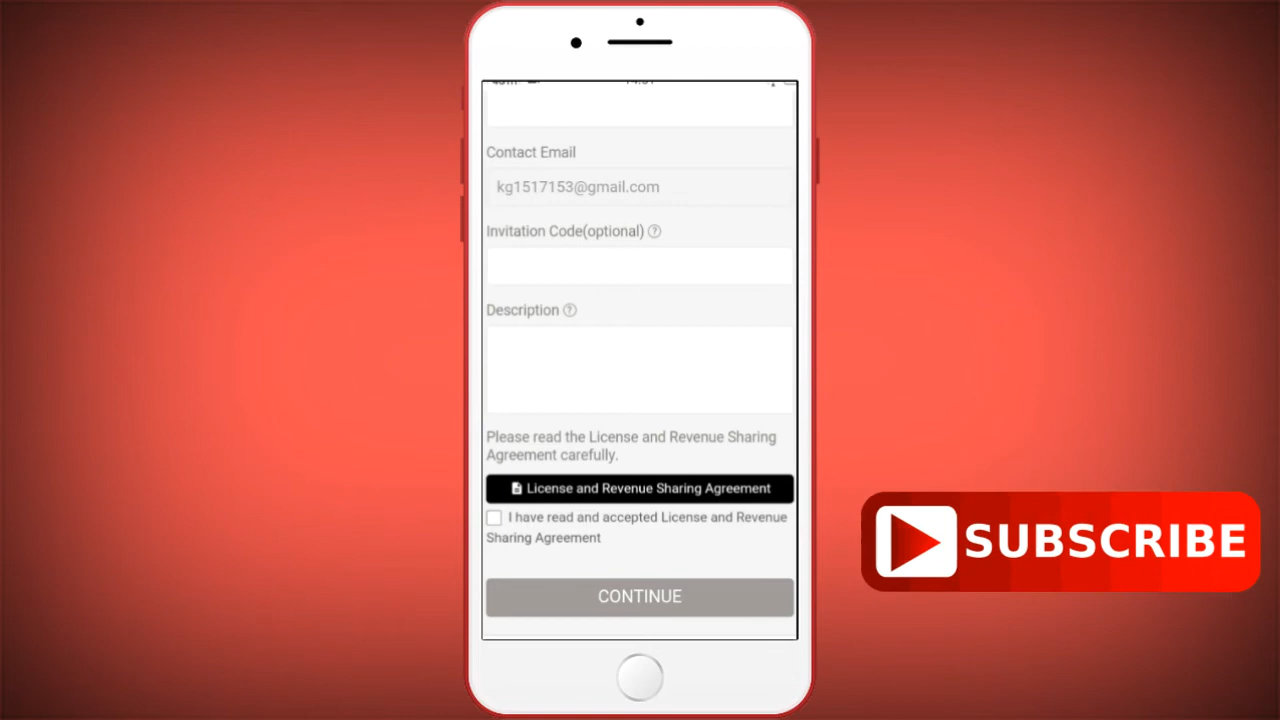 Contact Email
kg1517153@gmail.com
Invitation Code(optional) ?
Description ?
Please read the License and Revenue Sharing
Agreement carefully.
License and Revenue Sharing Agreement
I have read and accepted License and Revenue
Sharing Agreement
SUBSCRIBE
CONTINUE